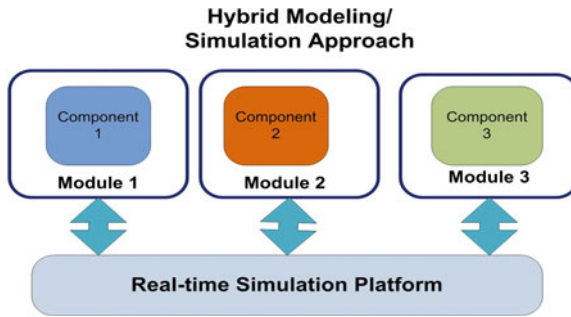 Hybrid Modeling/
Simulation Approach
Component
1
Module 1
Component
2
Module 2
Component
3
Module 3
Real-time Simulation Platform